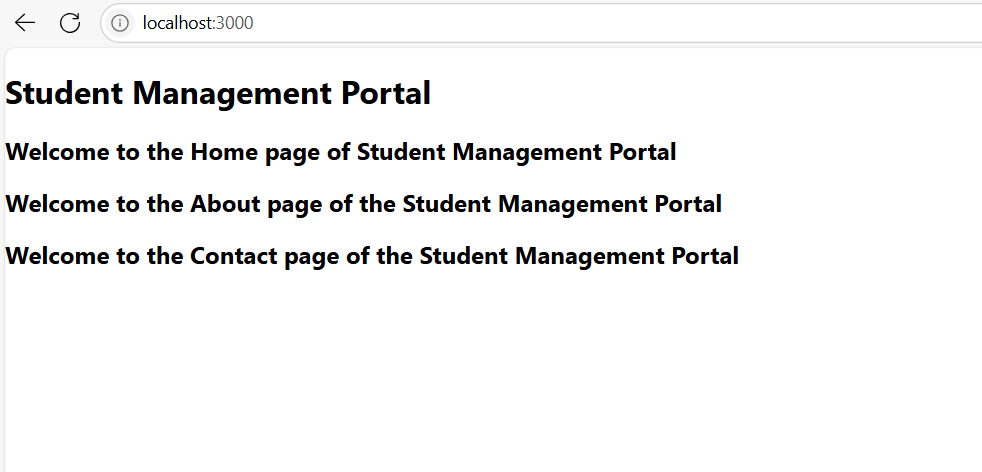 localhost:3000
Student Management Portal
Welcome to the Home page of Student Management Portal
Welcome to the About page of the Student Management Portal
Welcome to the Contact page of the Student Management Portal